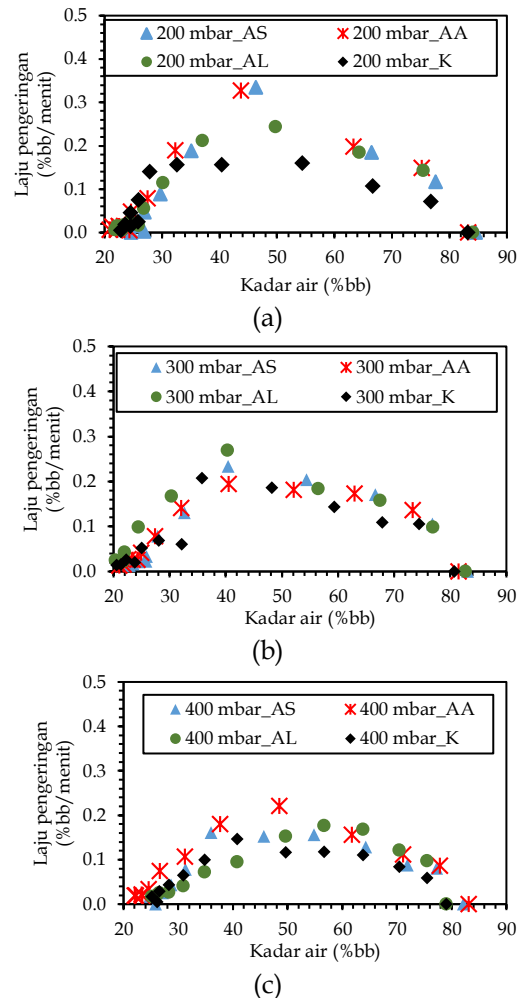 200 mbar_AS 200 mbar_AA
200 mbar_AL 200 mbar_K
Laju pengeringan
(%bb/menit)
0.5
0.4
0.3
0.2
0.1
0.0
20 30 40 50 60 70 80 90
Kadar air (%bb)
(a)
300 mbar_AS 300 mbar_AA
300 mbar_AL 300 mbar_K
Laju pengeringan
(%bb/menit)
0.5
0.4
0.3
0.2
0.1
0.0
20 30 40 50 60 70 80 90
Kadar air (%bb)
(b)
400 mbar_AS 400 mbar_AA
400 mbar_AL 400 mbar_K
Laju pengeringan
(%bb/menit)
0.5
0.4
0.3
0.2
0.1
0.0
20 30 40 50 60 70 80 90
Kadar air (%bb)
(c)